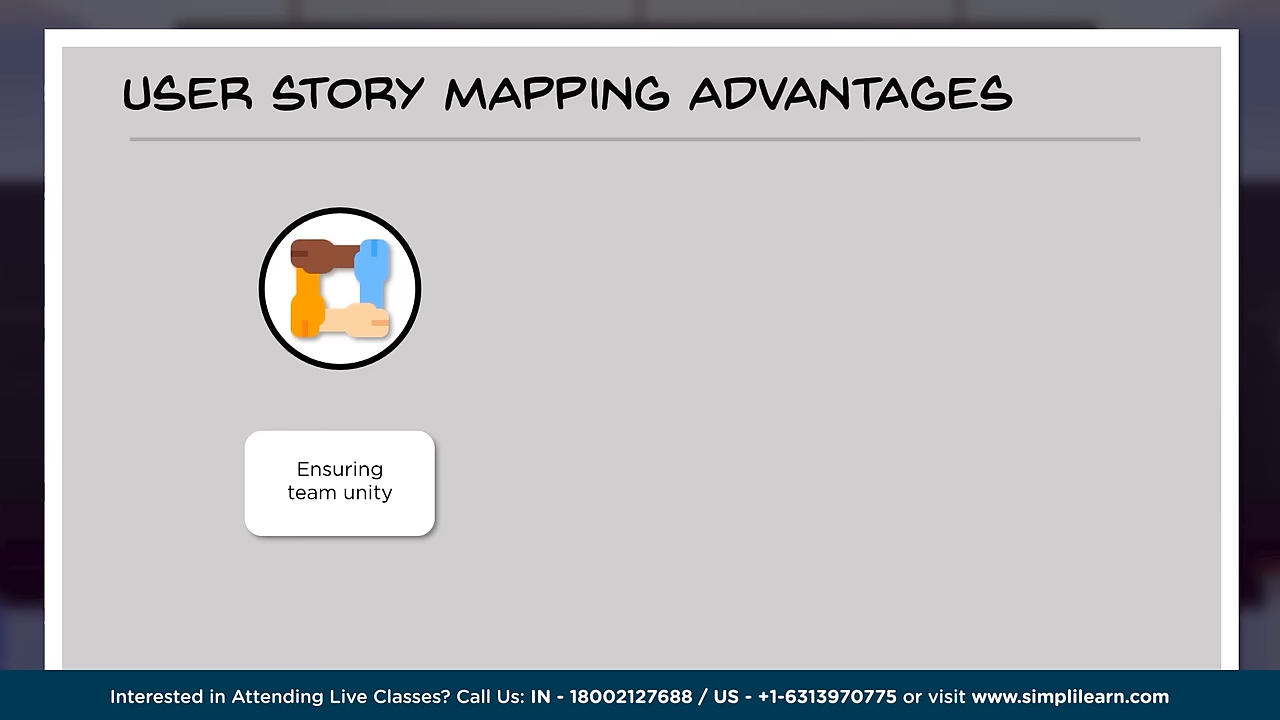 USER STORY MAPPING ADVANTAGES
Ensuring
team unity
Interested in Attending Live Classes? Call Us: IN - 18002127688 / US - +1-6313970775 or visit www.simplilearn.com